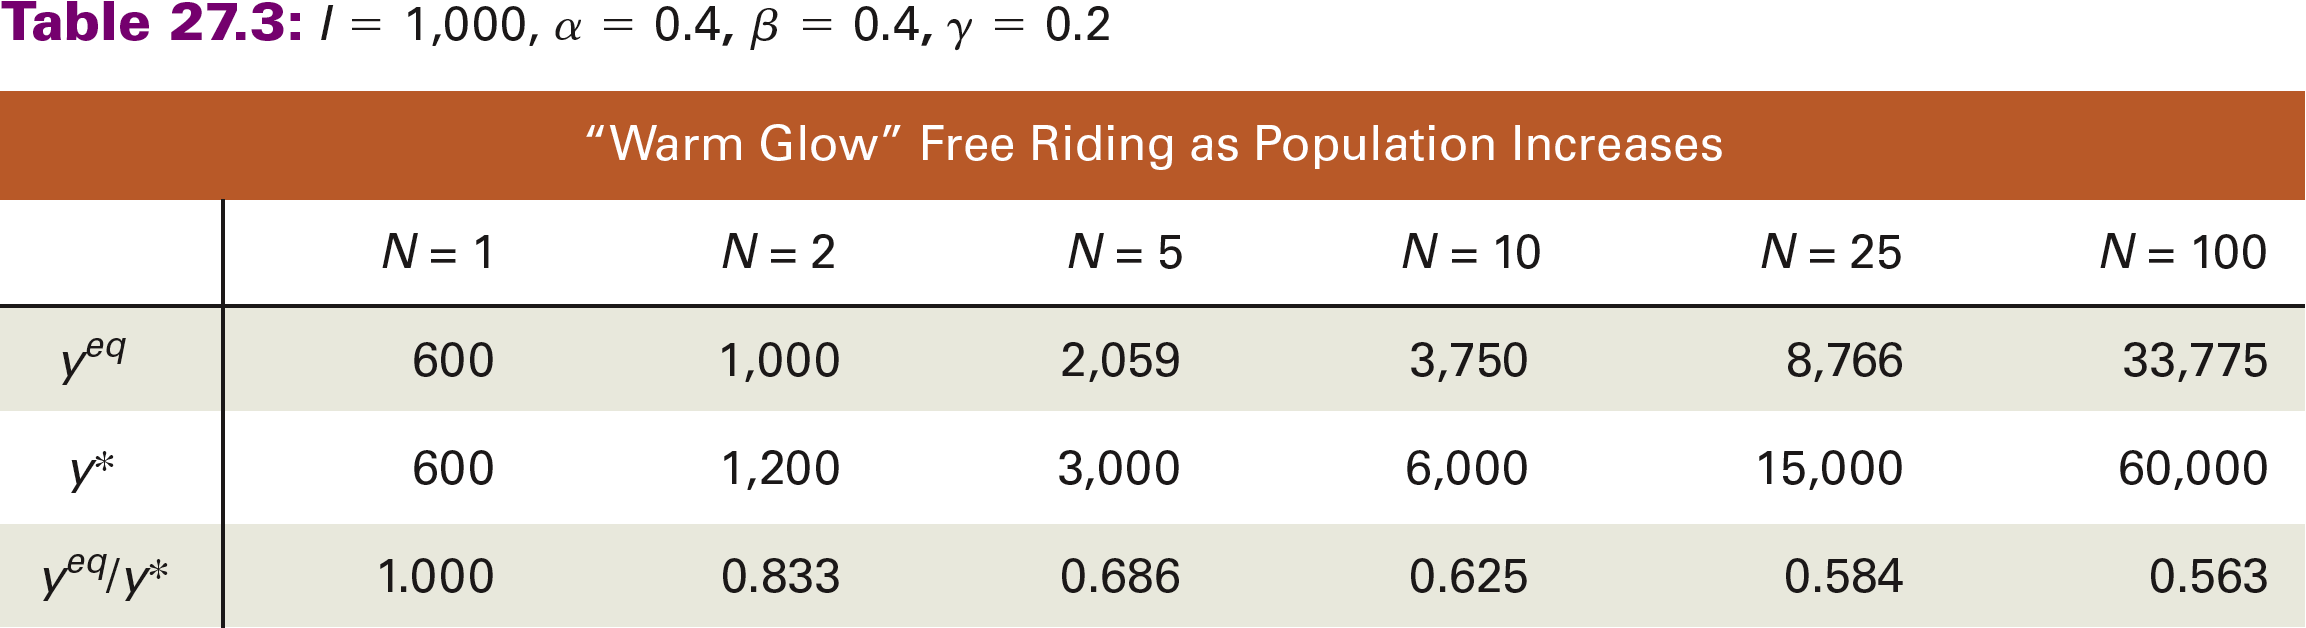 Table 27.3: I = 1,000, α = 0.4, β = 0.4, γ = 0.2
“Warm Glow” Free Riding as Population Increases
N = 1 N = 2 N = 5 N = 10 N = 25 N = 100
y^eq 600 1,000 2,059 3,750 8,766 33,775
y* 600 1,200 3,000 6,000 15,000 60,000
y^eq/y* 1.000 0.833 0.686 0.625 0.584 0.563